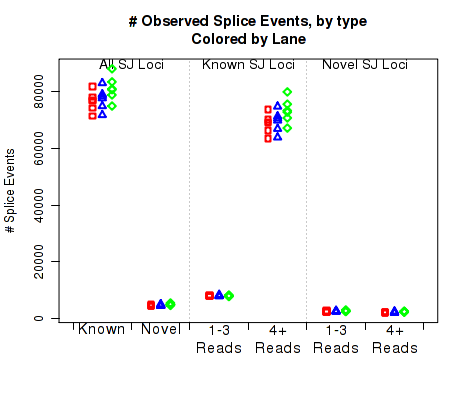 # Observed Splice Events, by type
Colored by Lane
All SJ Loci Known SJ Loci Novel SJ Loci
80000
60000
40000
20000
0
# Splice Events
Known Novel 1-3 4+ 1-3 4+
Reads Reads Reads Reads